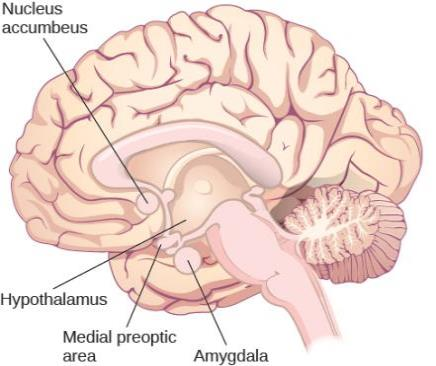 Nucleus
accumbeus
Hypothalamus
Medial preoptic
area
Amygdala